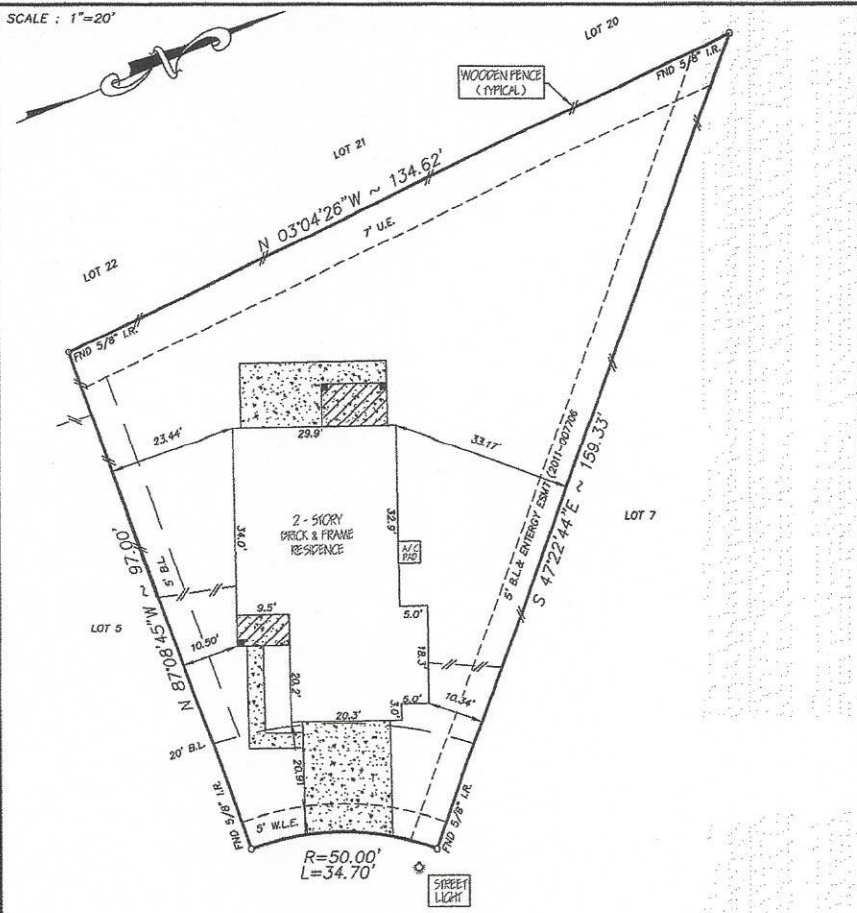 SCALE : 1"=20'
N
LOT 20
FND 5/8" I.R.
WOODEN FENCE
(TYPICAL)
LOT 21
N 03°04'26"W ~ 134.62'
7' U.E.
LOT 22
FND 5/8" I.R.
23.44'
29.9'
33.17'
34.0'
2 - STORY
BRICK & FRAME
RESIDENCE
32.9'
A/C
PAD
5' B.L. & ENTERGY ESMT (2011-007706
S 47°22'44"E ~ 159.33'
LOT 7
N 87°08'45"W ~ 97.00'
5' B.L.
LOT 5
9.5'
5.0'
10.50'
18.3'
20.2'
5.0'
3.0'
10.34'
20.3'
20' B.L.
20.91
FND 5/8" I.R.
5' W.L.E.
FND 5/8" I.R.
R=50.00'
L=34.70'
STREET
LIGHT